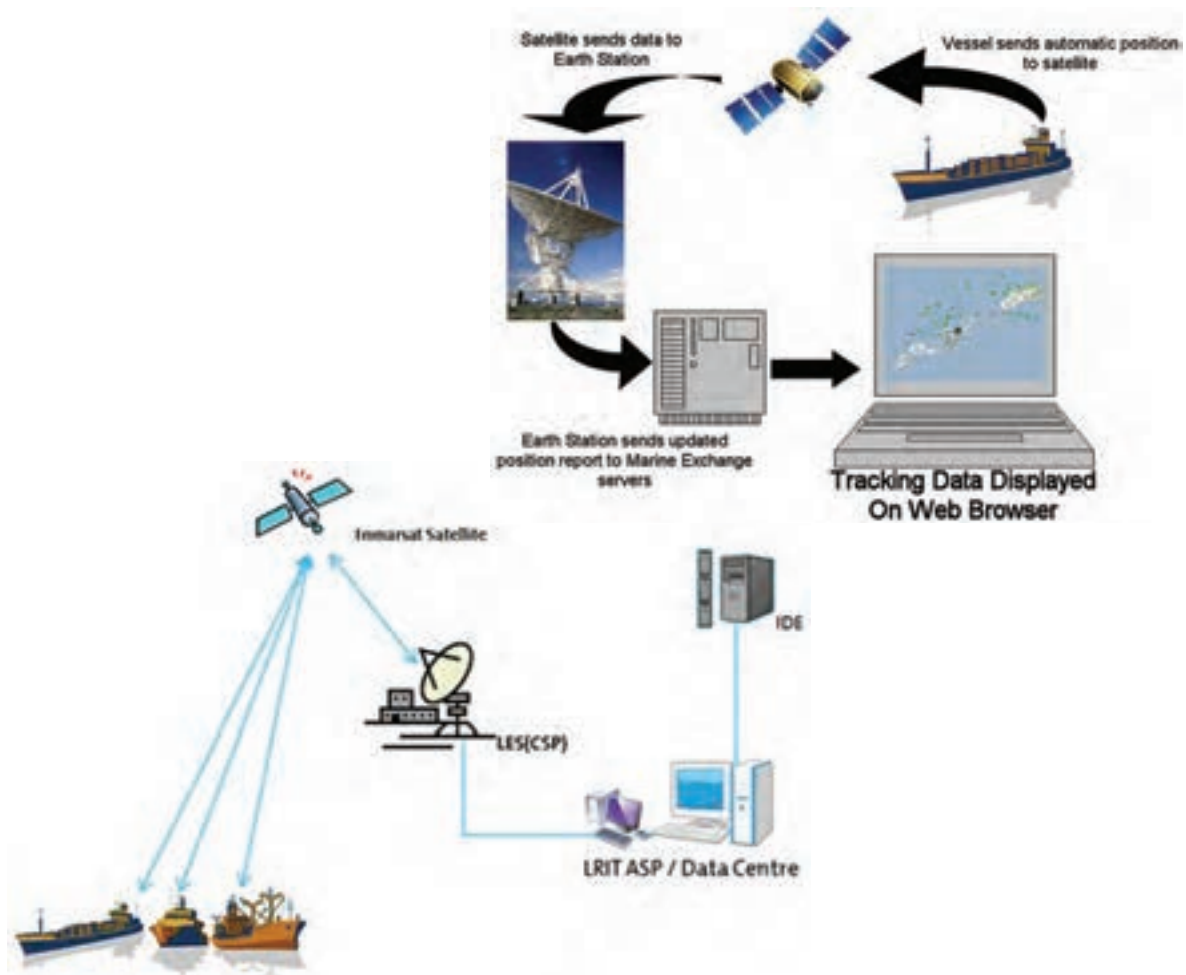 Satellite sends data to
Earth Station
Vessel sends automatic position
to satellite
Earth Station sends updated
position report to Marine Exchange
servers
Tracking Data Displayed
On Web Browser
Inmarsat Satellite
IDE
LES(CSP)
LRIT ASP / Data Centre